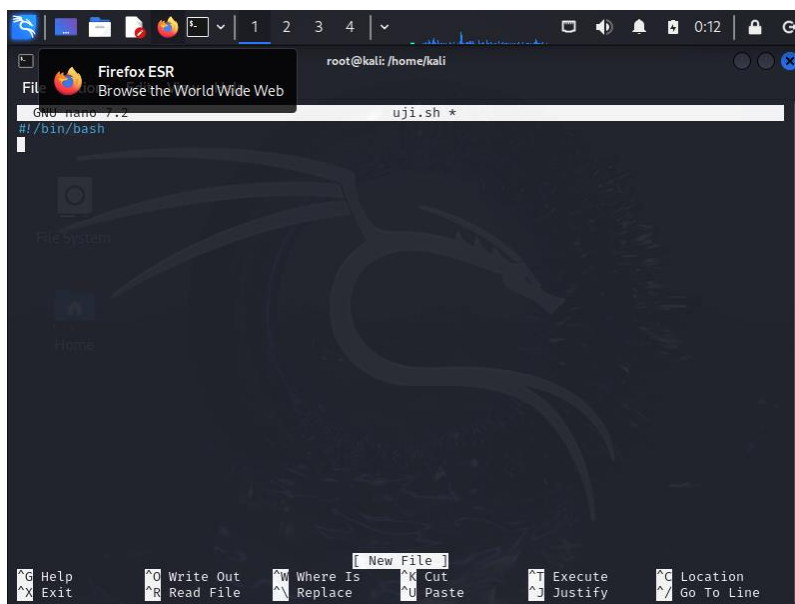 1 2 3 4 0:12
root@kali: /home/kali
Firefox ESR
Browse the World Wide Web
File
GNU nano 7.2 uji.sh *
#!/bin/bash
File System
Home
[ New File ]
^G Help ^O Write Out ^W Where Is ^K Cut ^T Execute ^C Location
^X Exit ^R Read File ^\ Replace ^U Paste ^J Justify ^/ Go To Line